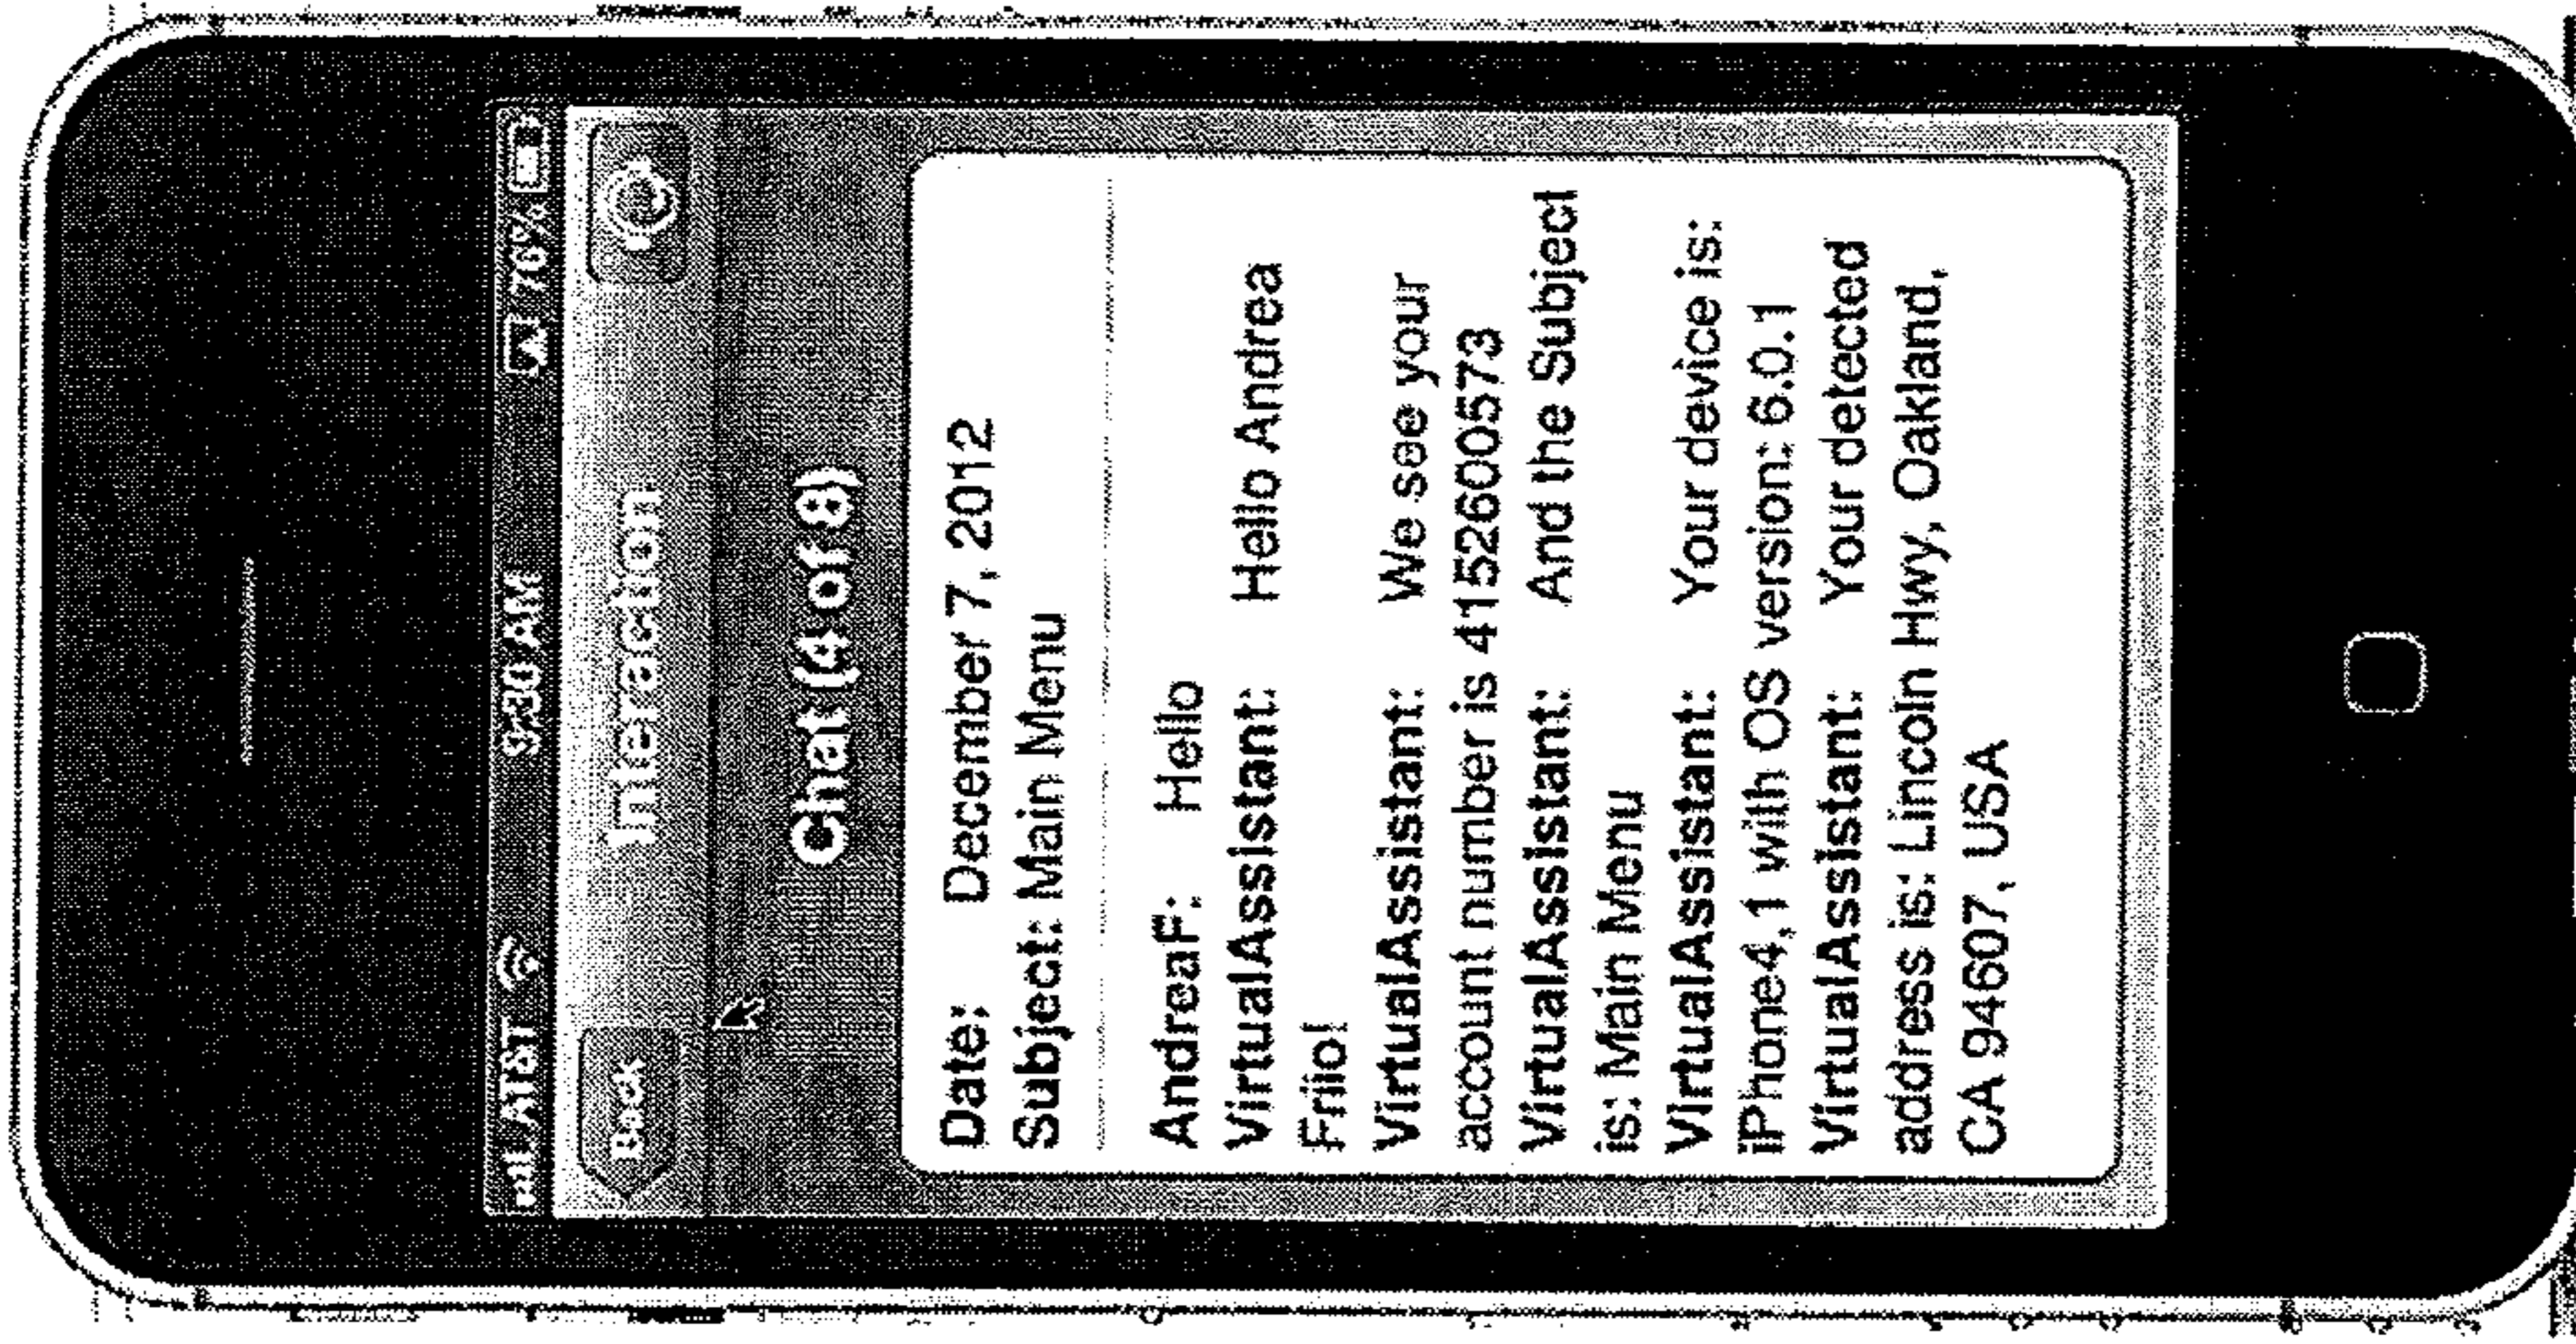 AT&T 9:30 AM 70%
Back Interaction
Chat (4 of 8)
Date: December 7, 2012
Subject: Main Menu
AndreaF: Hello
VirtualAssistant: Hello Andrea
Friio!
VirtualAssistant: We see your
account number is 4152600573
VirtualAssistant: And the Subject
is: Main Menu
VirtualAssistant: Your device is:
iPhone4,1 with OS version: 6.0.1
VirtualAssistant: Your detected
address is: Lincoln Hwy, Oakland,
CA 94607, USA